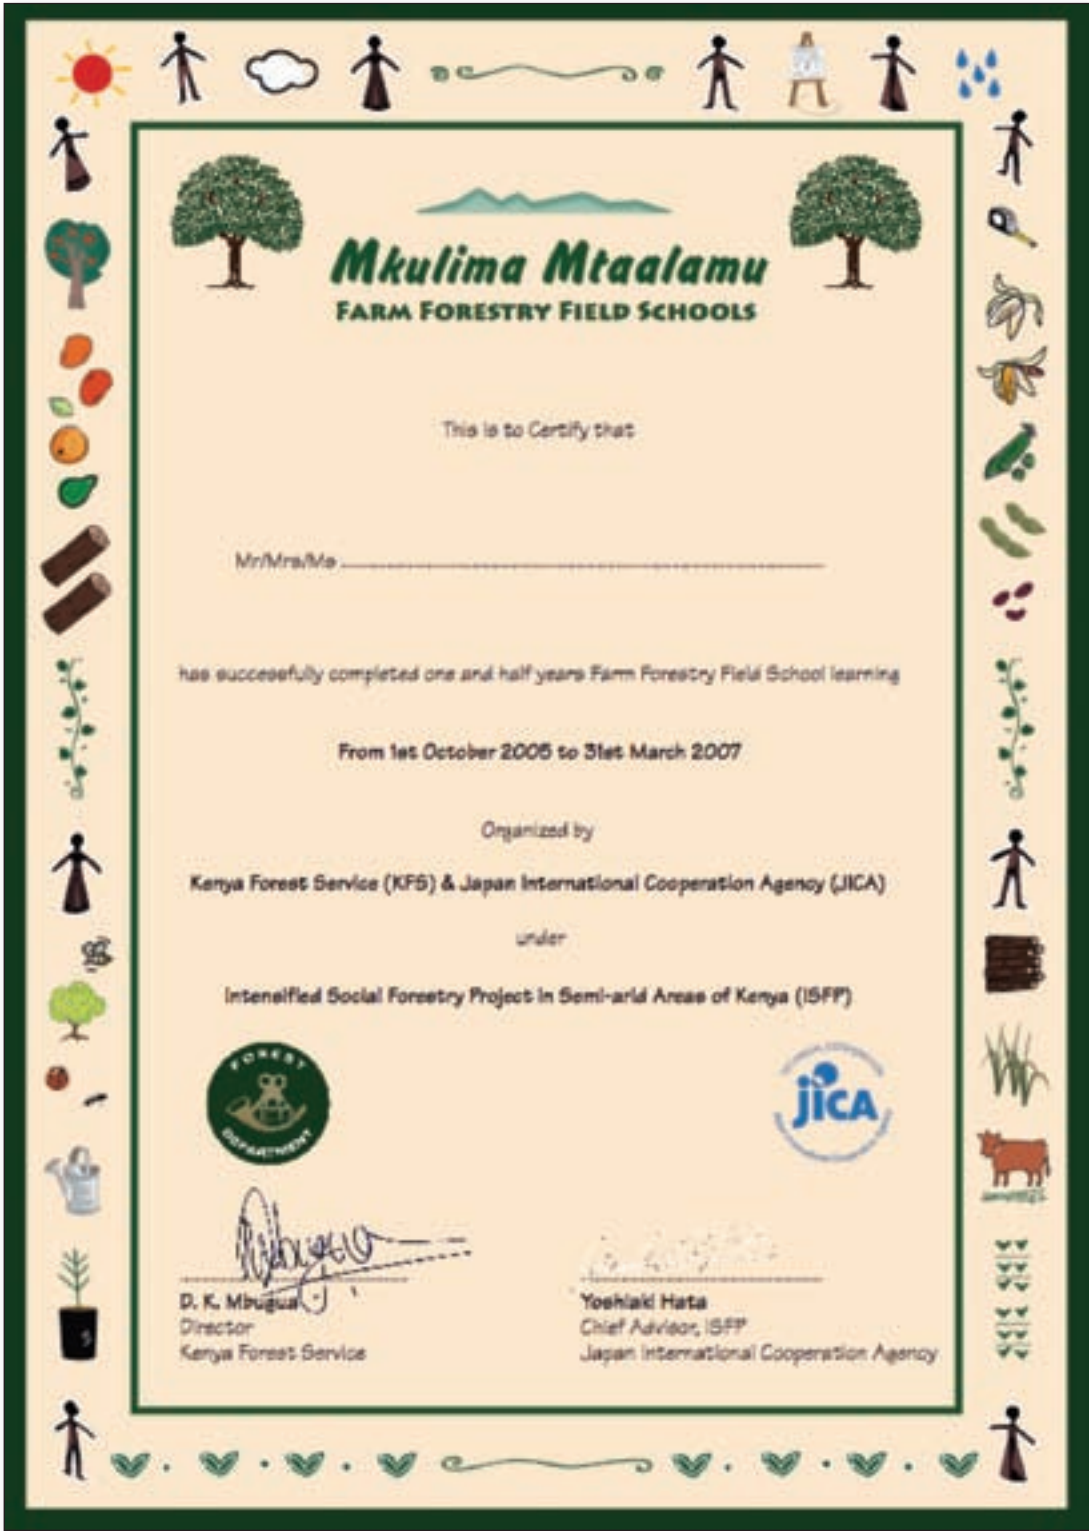 Mkulima Mtaalamu
FARM FORESTRY FIELD SCHOOLS
This is to Certify that
Mr/Mrs/Ms
has successfully completed one and half years Farm Forestry Field School learning
From 1st October 2005 to 31st March 2007
Organized by
Kenya Forest Service (KFS) & Japan International Cooperation Agency (JICA)
under
Intensified Social Forestry Project in Semi-arid Areas of Kenya (ISFP)
FOREST
DEPARTMENT
JICA
D. K. Mbugua
Director
Kenya Forest Service
Yoshiaki Hata
Chief Advisor, ISFP
Japan International Cooperation Agency